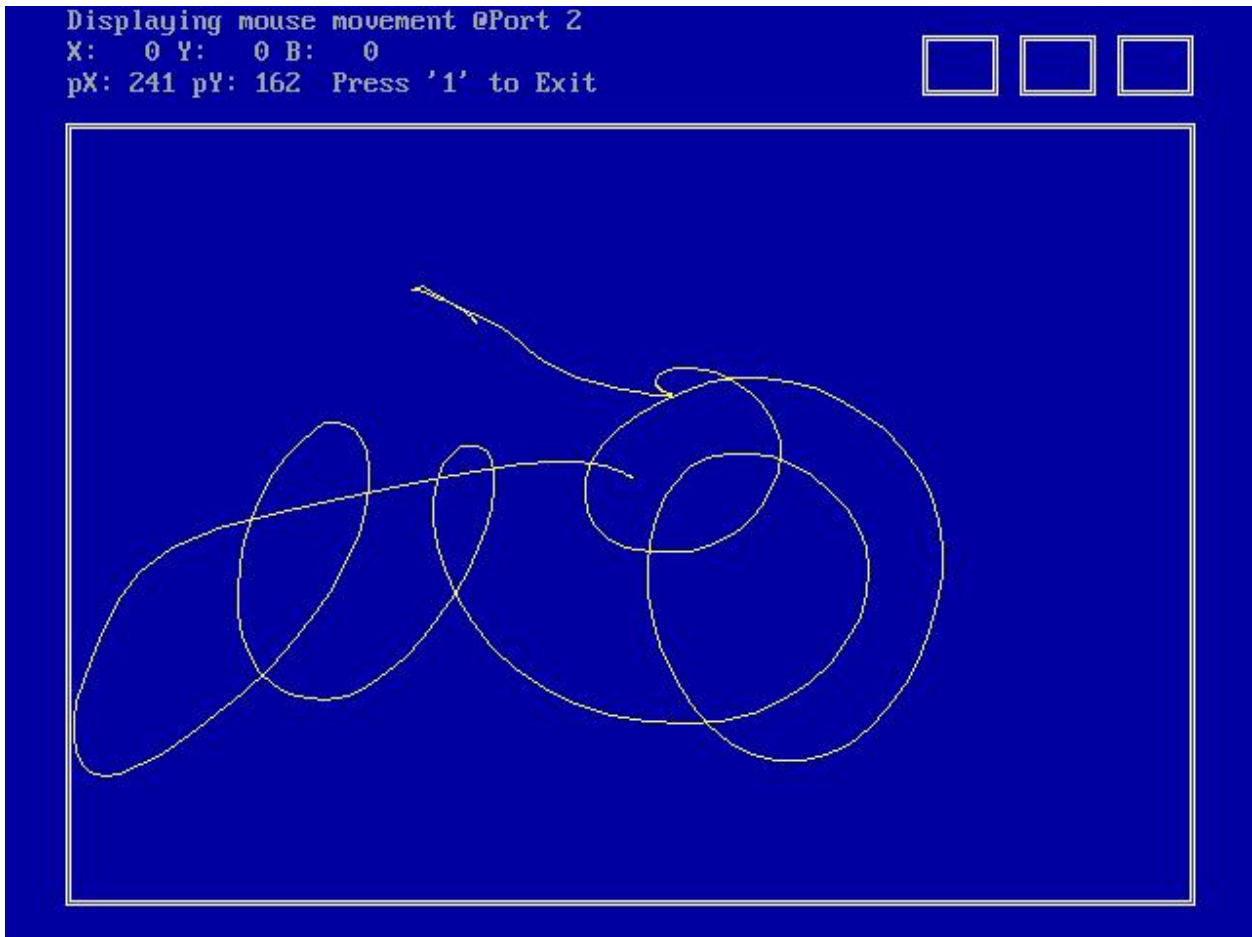 Displaying mouse movement @Port 2
X:   0 Y:   0 B:   0
pX: 241 pY: 162  Press '1' to Exit